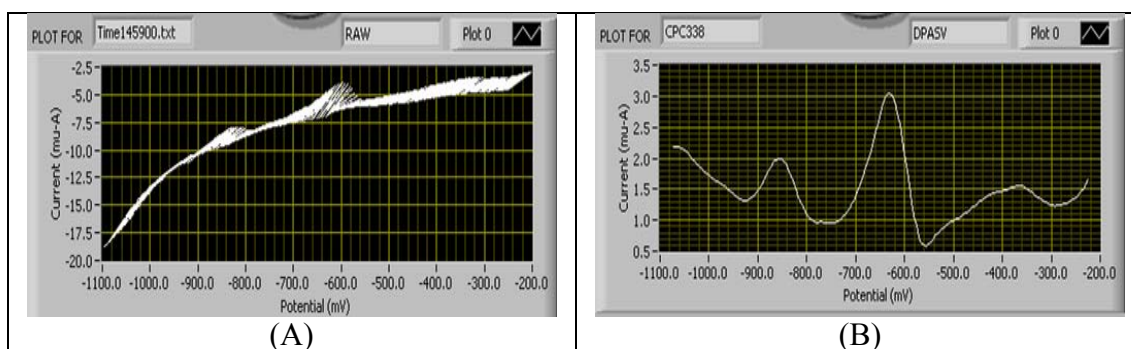 PLOT FOR Time145900.txt RAW Plot 0
-2.5
-5.0
-7.5
-10.0
-12.5
-15.0
-17.5
-20.0
Current (mu-A)
-1100.0 -1000.0 -900.0 -800.0 -700.0 -600.0 -500.0 -400.0 -300.0 -200.0
Potential (mV)
(A)
PLOT FOR CPC338 DPASV Plot 0
3.5
3.0
2.5
2.0
1.5
1.0
0.5
Current (mu-A)
-1100.0 -1000.0 -900.0 -800.0 -700.0 -600.0 -500.0 -400.0 -300.0 -200.0
Potential (mV)
(B)